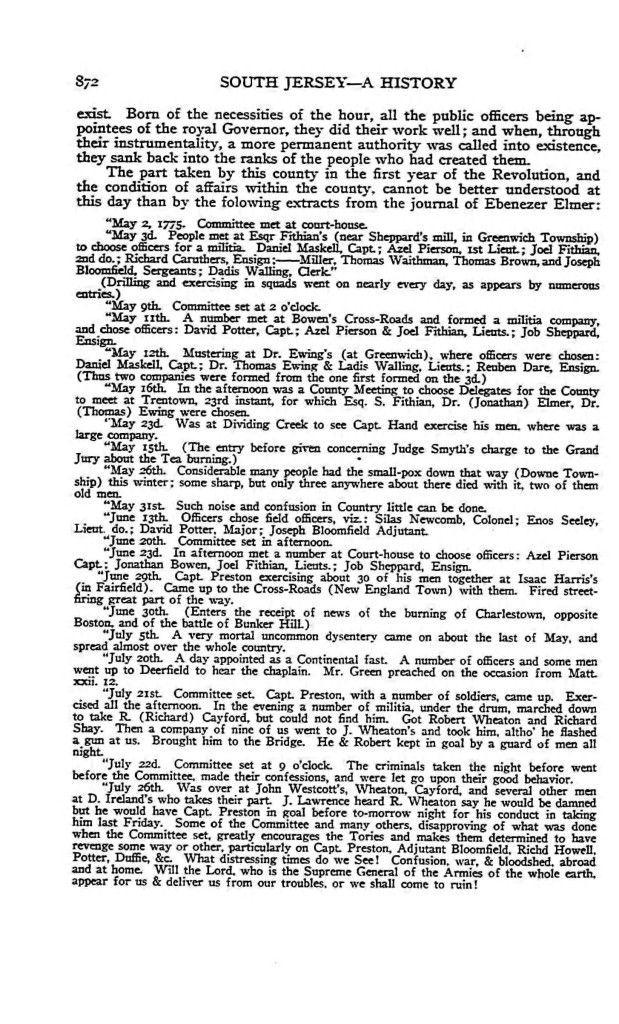 872 SOUTH JERSEY—A HISTORY
exist. Born of the necessities of the hour, all the public officers being ap-
pointees of the royal Governor, they did their work well; and when, through
their instrumentality, a more permanent authority was called into existence,
they sank back into the ranks of the people who had created them.
The part taken by this county in the first year of the Revolution, and
the condition of affairs within the county, cannot be better understood at
this day than by the folowing extracts from the journal of Ebenezer Elmer:
"May 2, 1775. Committee met at court-house.
"May 3d. People met at Esqr Fithian's (near Sheppard's mill, in Greenwich Township)
to choose officers for a militia. Daniel Maskell, Capt.; Azel Pierson, 1st Lieut.; Joel Fithian,
2nd do.; Richard Caruthers, Ensign;——Miller, Thomas Waithman, Thomas Brown, and Joseph
Bloomfield, Sergeants; Dadis Walling, Clerk."
(Drilling and exercising in squads went on nearly every day, as appears by numerous
entries.)
"May 9th. Committee set at 2 o'clock.
"May 11th. A number met at Bowen's Cross-Roads and formed a militia company,
and chose officers: David Potter, Capt.; Azel Pierson & Joel Fithian, Lieuts.; Job Sheppard,
Ensign.
"May 12th. Mustering at Dr. Ewing's (at Greenwich), where officers were chosen:
Daniel Maskell, Capt.; Dr. Thomas Ewing & Ladis Walling, Lieuts.; Reuben Dare, Ensign.
(Thus two companies were formed from the one first formed on the 3d.)
"May 16th. In the afternoon was a County Meeting to choose Delegates for the County
to meet at Trentown, 23rd instant, for which Esq. S. Fithian, Dr. (Jonathan) Elmer, Dr.
(Thomas) Ewing were chosen.
"May 23d. Was at Dividing Creek to see Capt. Hand exercise his men, where was a
large company.
"May 15th. (The entry before given concerning Judge Smyth's charge to the Grand
Jury about the Tea burning.)
"May 26th. Considerable many people had the small-pox down that way (Downe Town-
ship) this winter; some sharp, but only three anywhere about there died with it, two of them
old men.
"May 31st. Such noise and confusion in Country little can be done.
"June 13th. Officers chose field officers, viz.: Silas Newcomb, Colonel; Enos Seeley,
Lieut. do.; David Potter, Major; Joseph Bloomfield Adjutant.
"June 20th. Committee set in afternoon.
"June 23d. In afternoon met a number at Court-house to choose officers: Azel Pierson
Capt.; Jonathan Bowen, Joel Fithian, Lieuts.; Job Sheppard, Ensign.
"June 29th. Capt. Preston exercising about 30 of his men together at Isaac Harris's
(in Fairfield). Came up to the Cross-Roads (New England Town) with them. Fired street-
firing great part of the way.
"June 30th. (Enters the receipt of news of the burning of Charlestown, opposite
Boston, and of the battle of Bunker Hill.)
"July 5th. A very mortal uncommon dysentery came on about the last of May, and
spread almost over the whole country.
"July 20th. A day appointed as a Continental fast. A number of officers and some men
went up to Deerfield to hear the chaplain. Mr. Green preached on the occasion from Matt.
xxii. 12.
"July 21st. Committee set. Capt. Preston, with a number of soldiers, came up. Exer-
cised all the afternoon. In the evening a number of militia, under the drum, marched down
to take R. (Richard) Cayford, but could not find him. Got Robert Wheaton and Richard
Shay. Then a company of nine of us went to J. Wheaton's and took him, altho' he flashed
a gun at us. Brought him to the Bridge. He & Robert kept in goal by a guard of men all
night.
"July 22d. Committee set at 9 o'clock. The criminals taken the night before went
before the Committee, made their confessions, and were let go upon their good behavior.
"July 26th. Was over at John Westcott's, Wheaton, Cayford, and several other men
at D. Ireland's who takes their part. J. Lawrence heard R. Wheaton say he would be damned
but he would have Capt. Preston in goal before to-morrow night for his conduct in taking
him last Friday. Some of the Committee and many others, disapproving of what was done
when the Committee set, greatly encourages the Tories and makes them determined to have
revenge some way or other, particularly on Capt. Preston, Adjutant Bloomfield, Richd Howell,
Potter, Duffie, &c. What distressing times do we See! Confusion, war, & bloodshed, abroad
and at home. Will the Lord, who is the Supreme General of the Armies of the whole earth,
appear for us & deliver us from our troubles, or we shall come to ruin!